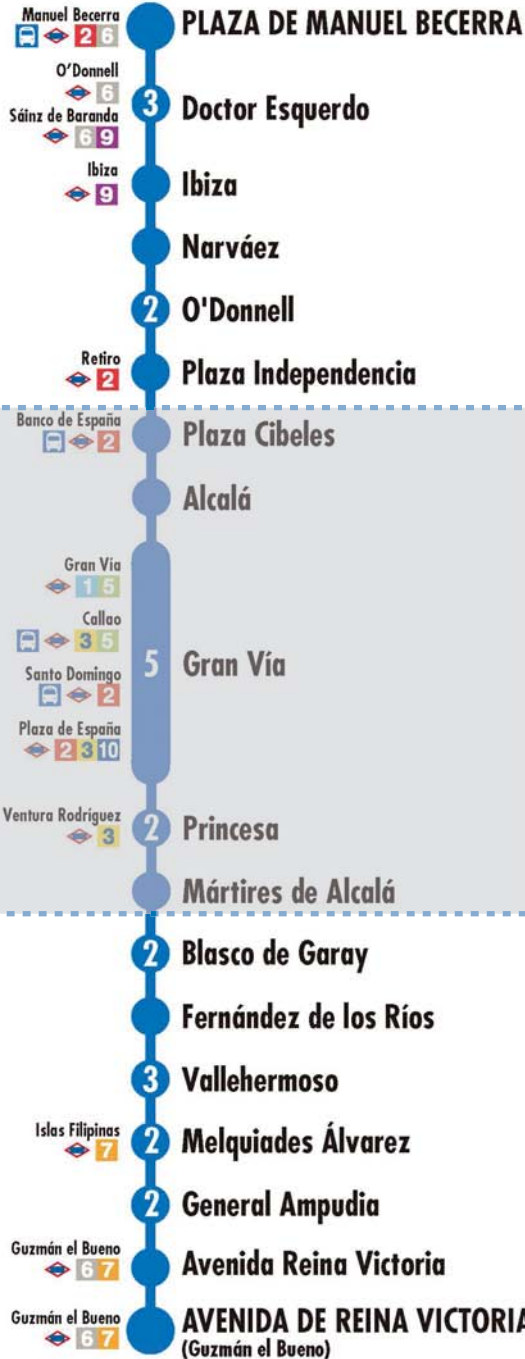 Manuel Becerra
2 6
PLAZA DE MANUEL BECERRA
O'Donnell
6
Sáinz de Baranda
6 9
3
Doctor Esquerdo
Ibiza
9
Ibiza
Narváez
2
O'Donnell
Retiro
2
Plaza Independencia
Banco de España
2
Plaza Cibeles
Alcalá
Gran Vía
1 5
Callao
3 5
Santo Domingo
2
Plaza de España
2 3 10
5
Gran Vía
Ventura Rodríguez
3
2
Princesa
Mártires de Alcalá
2
Blasco de Garay
Fernández de los Ríos
3
Vallehermoso
Islas Filipinas
7
2
Melquiades Álvarez
2
General Ampudia
Guzmán el Bueno
6 7
Avenida Reina Victoria
Guzmán el Bueno
6 7
AVENIDA DE REINA VICTORIA
(Guzmán el Bueno)